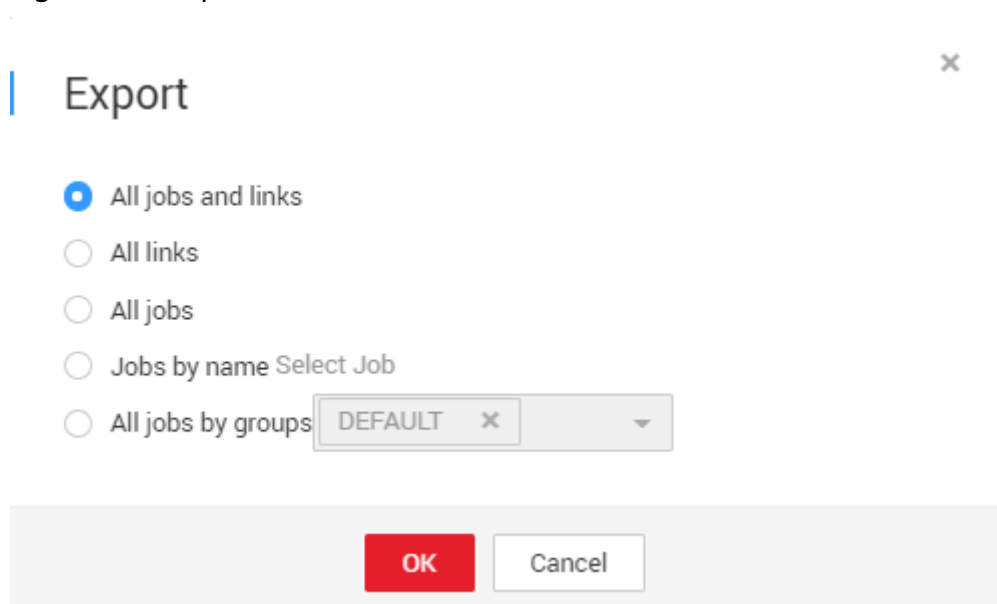 Export
All jobs and links
All links
All jobs
Jobs by name Select Job
All jobs by groups DEFAULT
OK Cancel